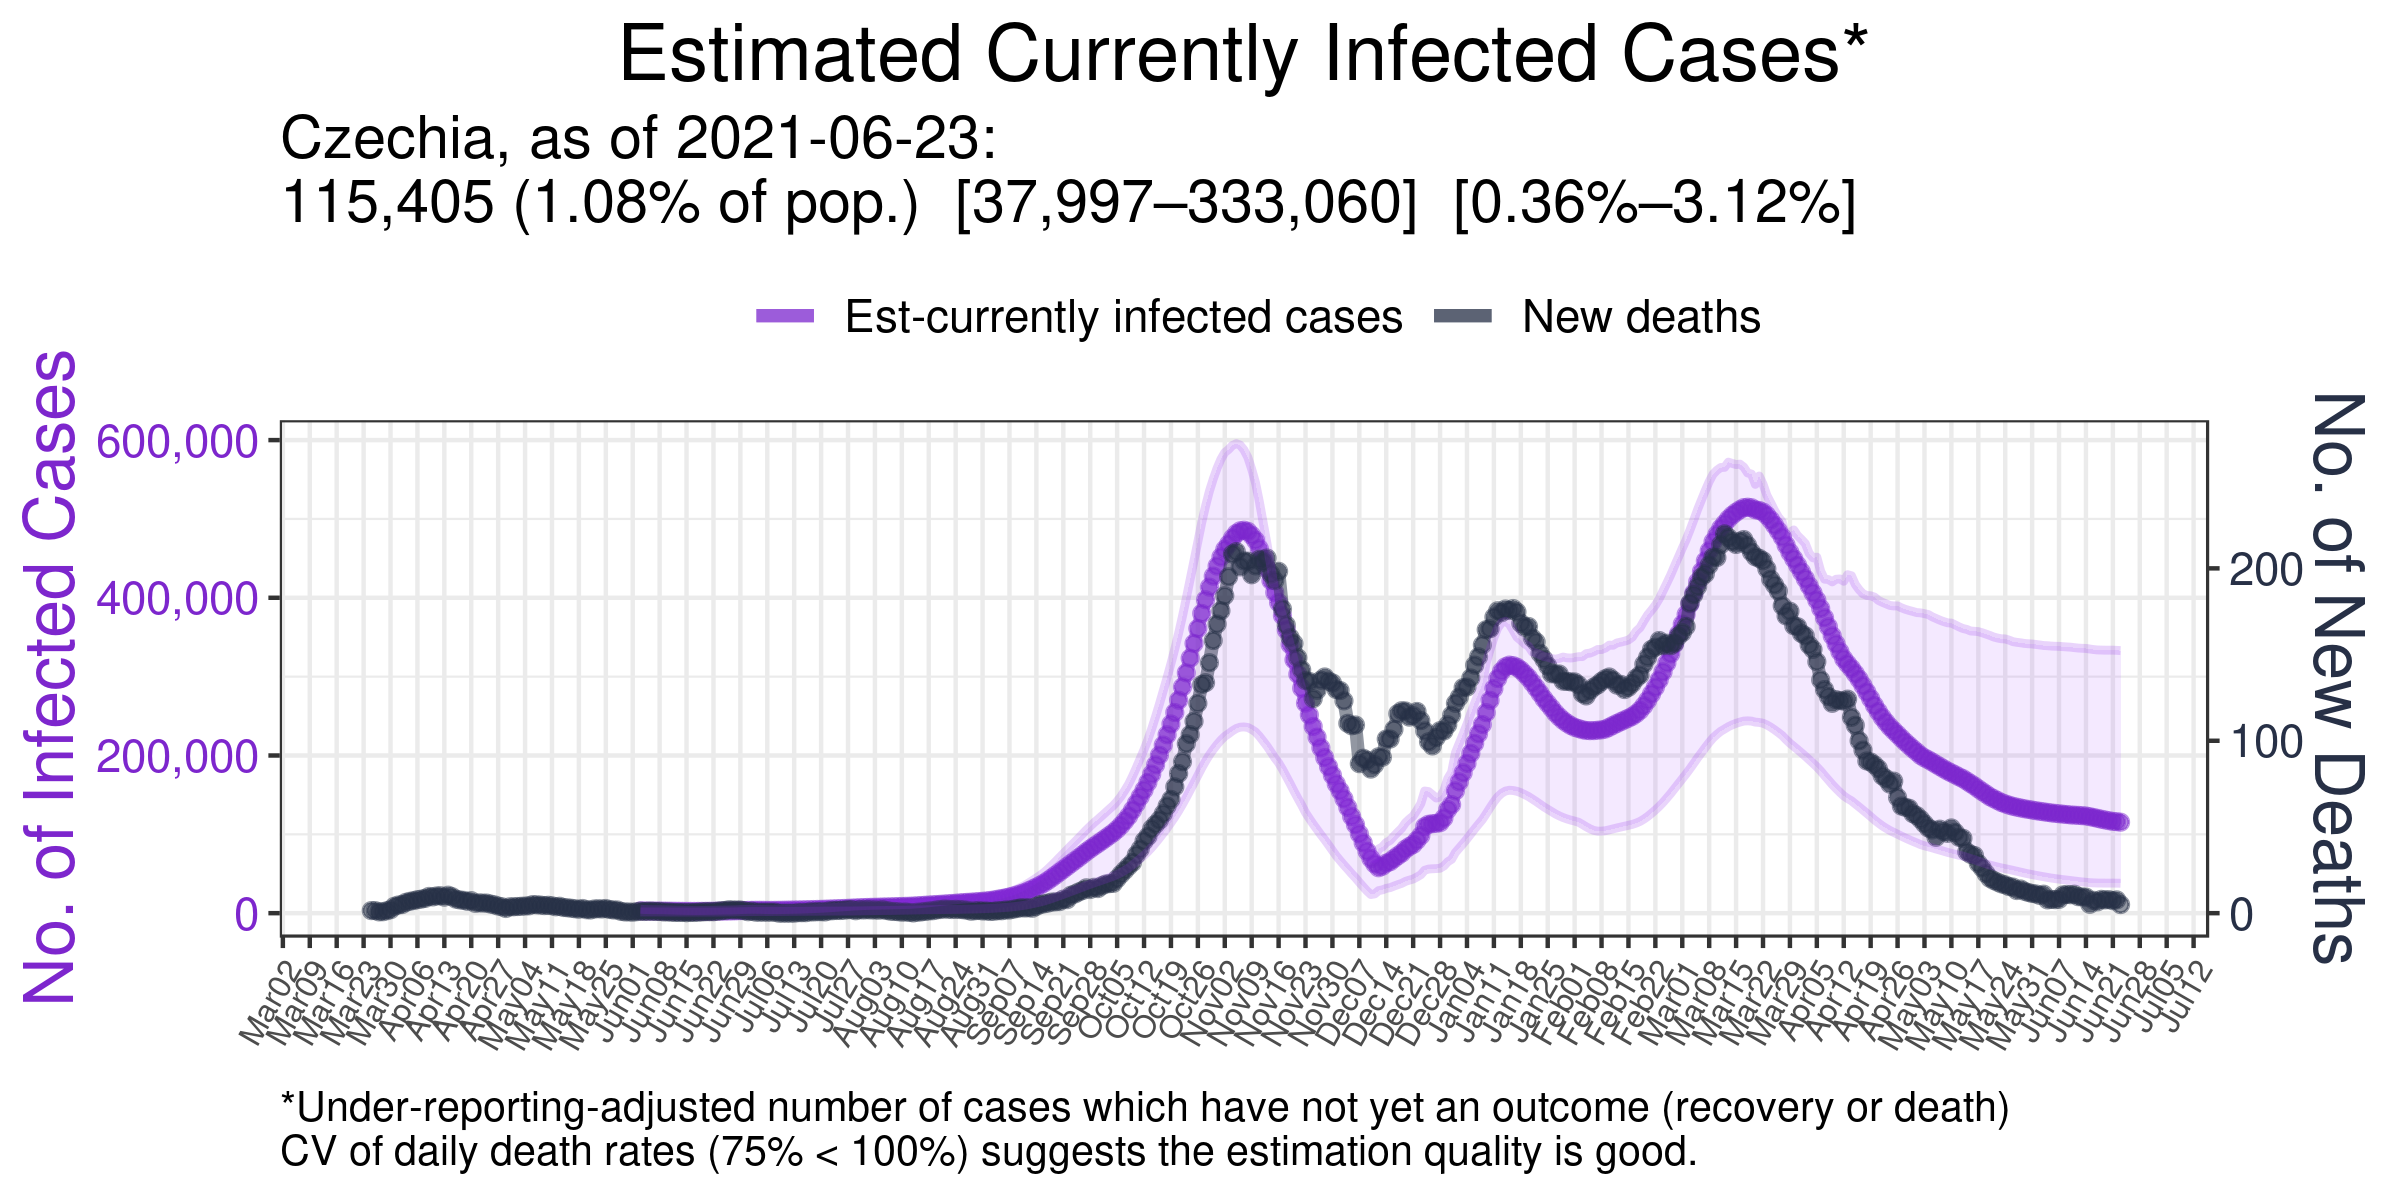 Estimated Currently Infected Cases*
Czechia, as of 2021-06-23:
115,405 (1.08% of pop.) [37,997–333,060] [0.36%–3.12%]
Est-currently infected cases
New deaths
No. of Infected Cases
600,000
400,000
200,000
0
No. of New Deaths
200
100
0
Mar02
Mar09
Mar16
Mar23
Mar30
Apr06
Apr13
Apr20
Apr27
May04
May11
May18
May25
Jun01
Jun08
Jun15
Jun22
Jun29
Jul06
Jul13
Jul20
Jul27
Aug03
Aug10
Aug17
Aug24
Aug31
Sep07
Sep14
Sep21
Sep28
Oct05
Oct12
Oct19
Oct26
Nov02
Nov09
Nov16
Nov23
Nov30
Dec07
Dec14
Dec21
Dec28
Jan04
Jan11
Jan18
Jan25
Feb01
Feb08
Feb15
Feb22
Mar01
Mar08
Mar15
Mar22
Mar29
Apr05
Apr12
Apr19
Apr26
May03
May10
May17
May24
May31
Jun07
Jun14
Jun21
Jun28
Jul05
Jul12
*Under-reporting-adjusted number of cases which have not yet an outcome (recovery or death)
CV of daily death rates (75% < 100%) suggests the estimation quality is good.